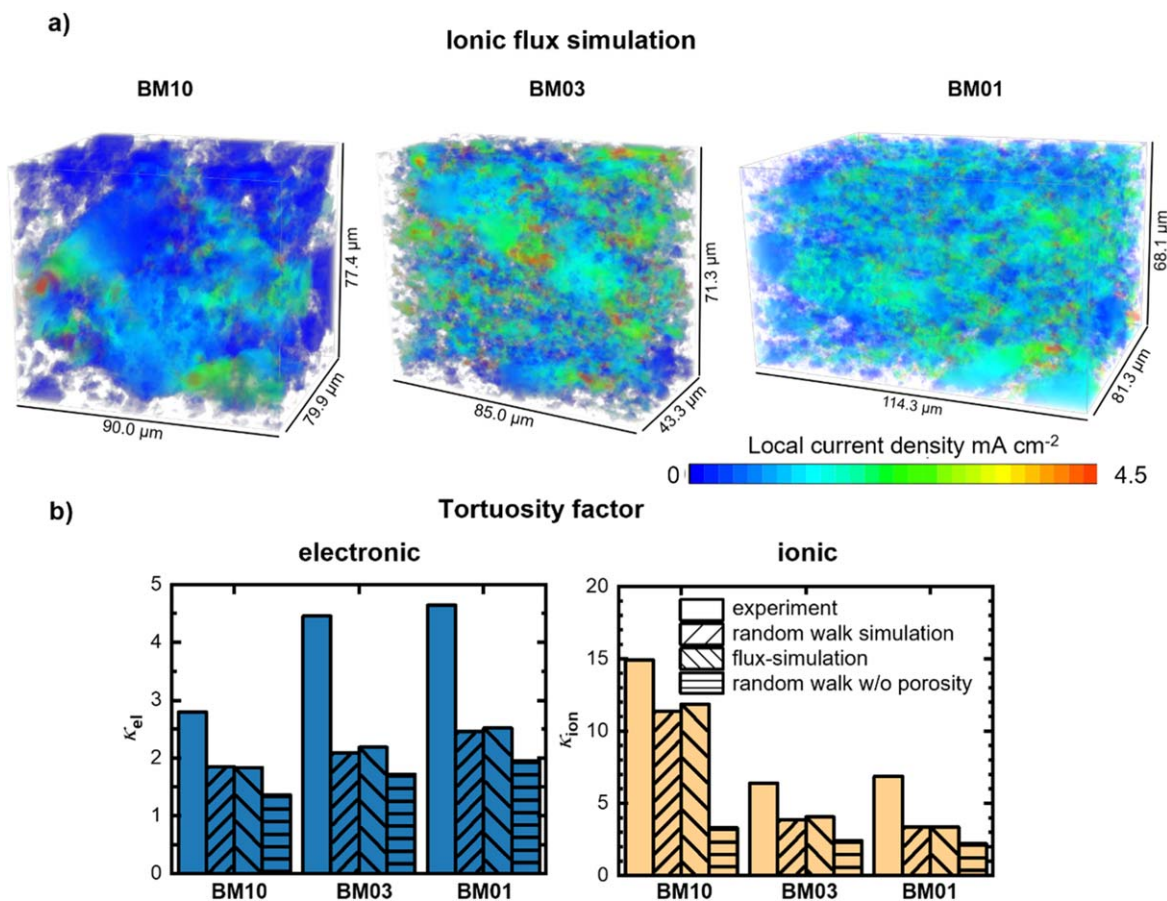 a)
Ionic flux simulation
BM10
BM03
BM01
77.4 µm
79.9 µm
90.0 µm
71.3 µm
43.3 µm
85.0 µm
68.1 µm
81.3 µm
114.3 µm
Local current density mA cm-2
0
4.5
b)
Tortuosity factor
electronic
5
4
3
2
1
0
κel
BM10
BM03
BM01
ionic
20
15
10
5
0
κion
experiment
random walk simulation
flux-simulation
random walk w/o porosity
BM10
BM03
BM01